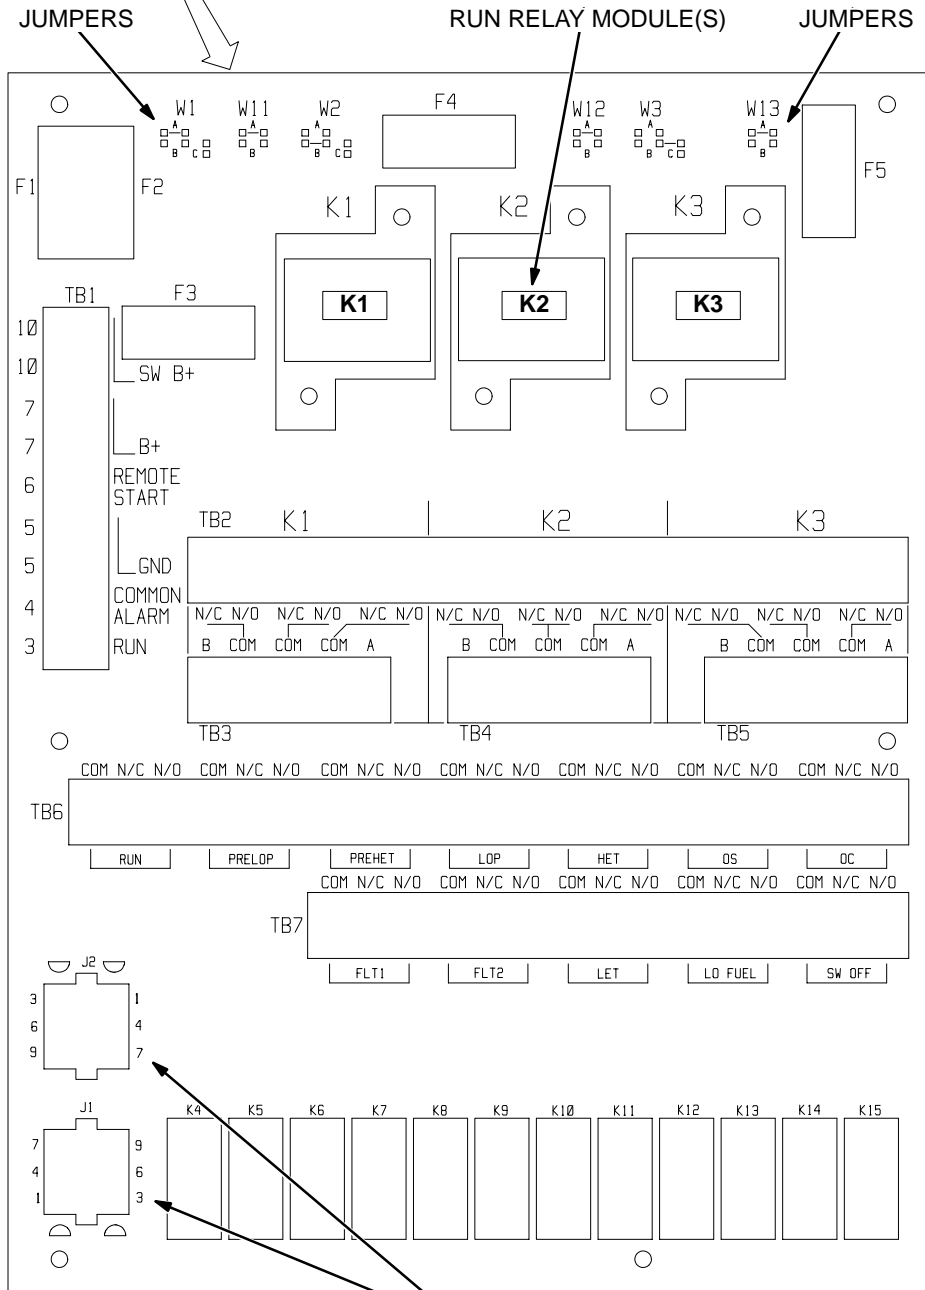 JUMPERS RUN RELAY MODULE(S) JUMPERS
W1 W11 W2 F4 W12 W3 W13
A A A A A A A
B C B B C B B C B
F1 F2 F5
K1 K2 K3
K1 K2 K3
TB1 F3
10
10 SW B+
7
7 B+
6 REMOTE START
5
5 GND
4 COMMON ALARM
3 RUN
TB2 K1 K2 K3
N/C N/O N/C N/O N/C N/O N/C N/O N/C N/O N/C N/O N/C N/O N/C N/O N/C N/O
B COM COM COM A B COM COM COM A B COM COM COM A
TB3 TB4 TB5
COM N/C N/O COM N/C N/O COM N/C N/O COM N/C N/O COM N/C N/O COM N/C N/O COM N/C N/O
TB6
RUN PRELOP PREHET LOP HET OS OC
COM N/C N/O COM N/C N/O COM N/C N/O COM N/C N/O COM N/C N/O
TB7
FLT1 FLT2 LET LO FUEL SW OFF
J2
3 1
6 4
9 7
J1 K4 K5 K6 K7 K8 K9 K10 K11 K12 K13 K14 K15
7 9
4 6
1 3